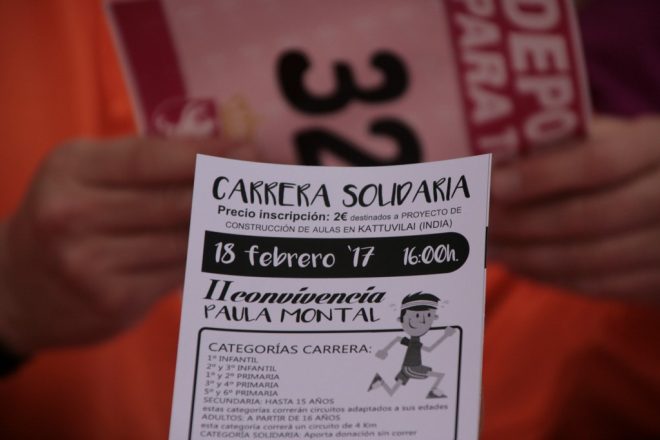 DEPO
PARA T
32
CARRERA SOLIDARIA
Precio inscripción: 2€ destinados a PROYECTO DE
CONSTRUCCIÓN DE AULAS EN KATTUVILAI (INDIA)
18 febrero '17 16:00h.
II convivencia
PAULA MONTAL
CATEGORÍAS CARRERA:
1º INFANTIL
2º y 3º INFANTIL
1º y 2º PRIMARIA
3º y 4º PRIMARIA
5º y 6º PRIMARIA
SECUNDARIA: HASTA 15 AÑOS
estas categorías correrán circuitos adaptados a sus edades
ADULTOS: A PARTIR DE 16 AÑOS
esta categoría correrá un circuito de 4 Km
CATEGORÍA SOLIDARIA: Aporta donación sin correr